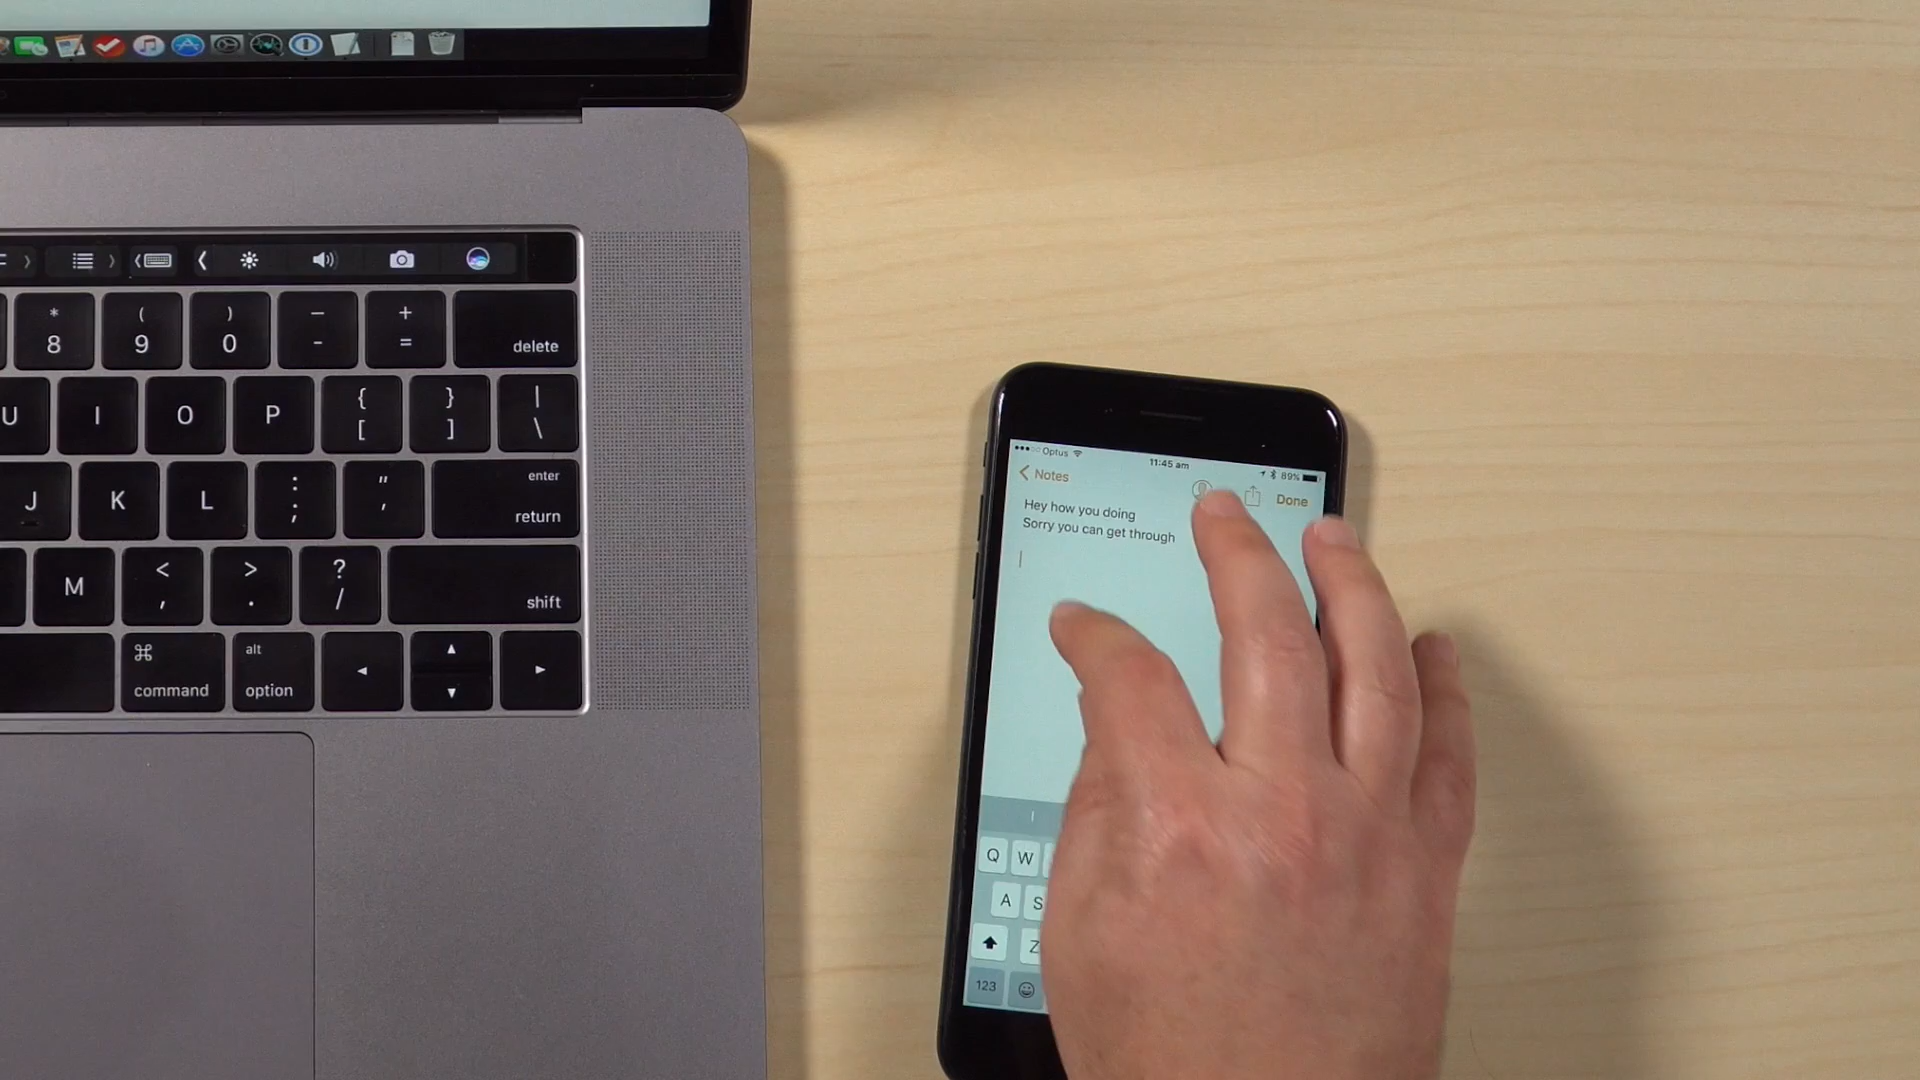 * ( ) _ +
8 9 0 - = delete
U I O P { [ } ] | \
J K L : ; " ' enter return
M < , > . ? / shift
⌘ command alt option ◄ ▲ ▼ ►
Optus 11:45 am 89%
Notes Done
Hey how you doing
Sorry you can get through
Q W
A S
Z
123